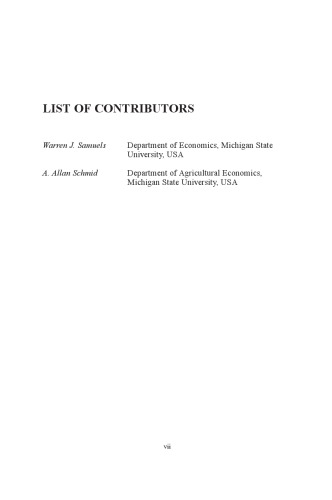 LIST OF CONTRIBUTORS
Warren J. Samuels Department of Economics, Michigan State
University, USA
A. Allan Schmid Department of Agricultural Economics,
Michigan State University, USA
vii